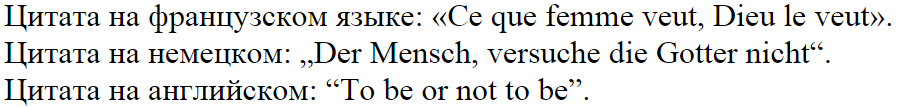 Цитата на французском языке: «Ce que femme veut, Dieu le veut».
Цитата на немецком: „Der Mensch, versuche die Gotter nicht“.
Цитата на английском: “To be or not to be”.